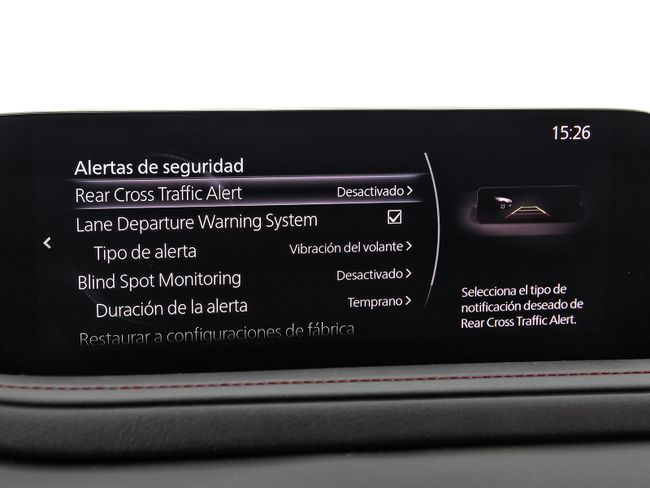 15:26
Alertas de seguridad
Rear Cross Traffic Alert Desactivado
Lane Departure Warning System
Tipo de alerta Vibración del volante
Blind Spot Monitoring Desactivado
Duración de la alerta Temprano
Restaurar a configuraciones de fábrica
Selecciona el tipo de
notificación deseado de
Rear Cross Traffic Alert.